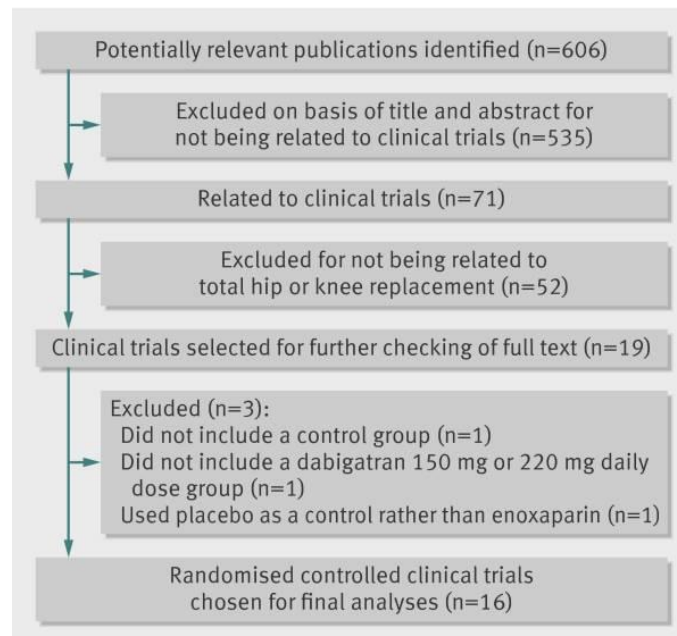 Potentially relevant publications identified (n=606)
Excluded on basis of title and abstract for
not being related to clinical trials (n=535)
Related to clinical trials (n=71)
Excluded for not being related to
total hip or knee replacement (n=52)
Clinical trials selected for further checking of full text (n=19)
Excluded (n=3):
Did not include a control group (n=1)
Did not include a dabigatran 150 mg or 220 mg daily
dose group (n=1)
Used placebo as a control rather than enoxaparin (n=1)
Randomised controlled clinical trials
chosen for final analyses (n=16)